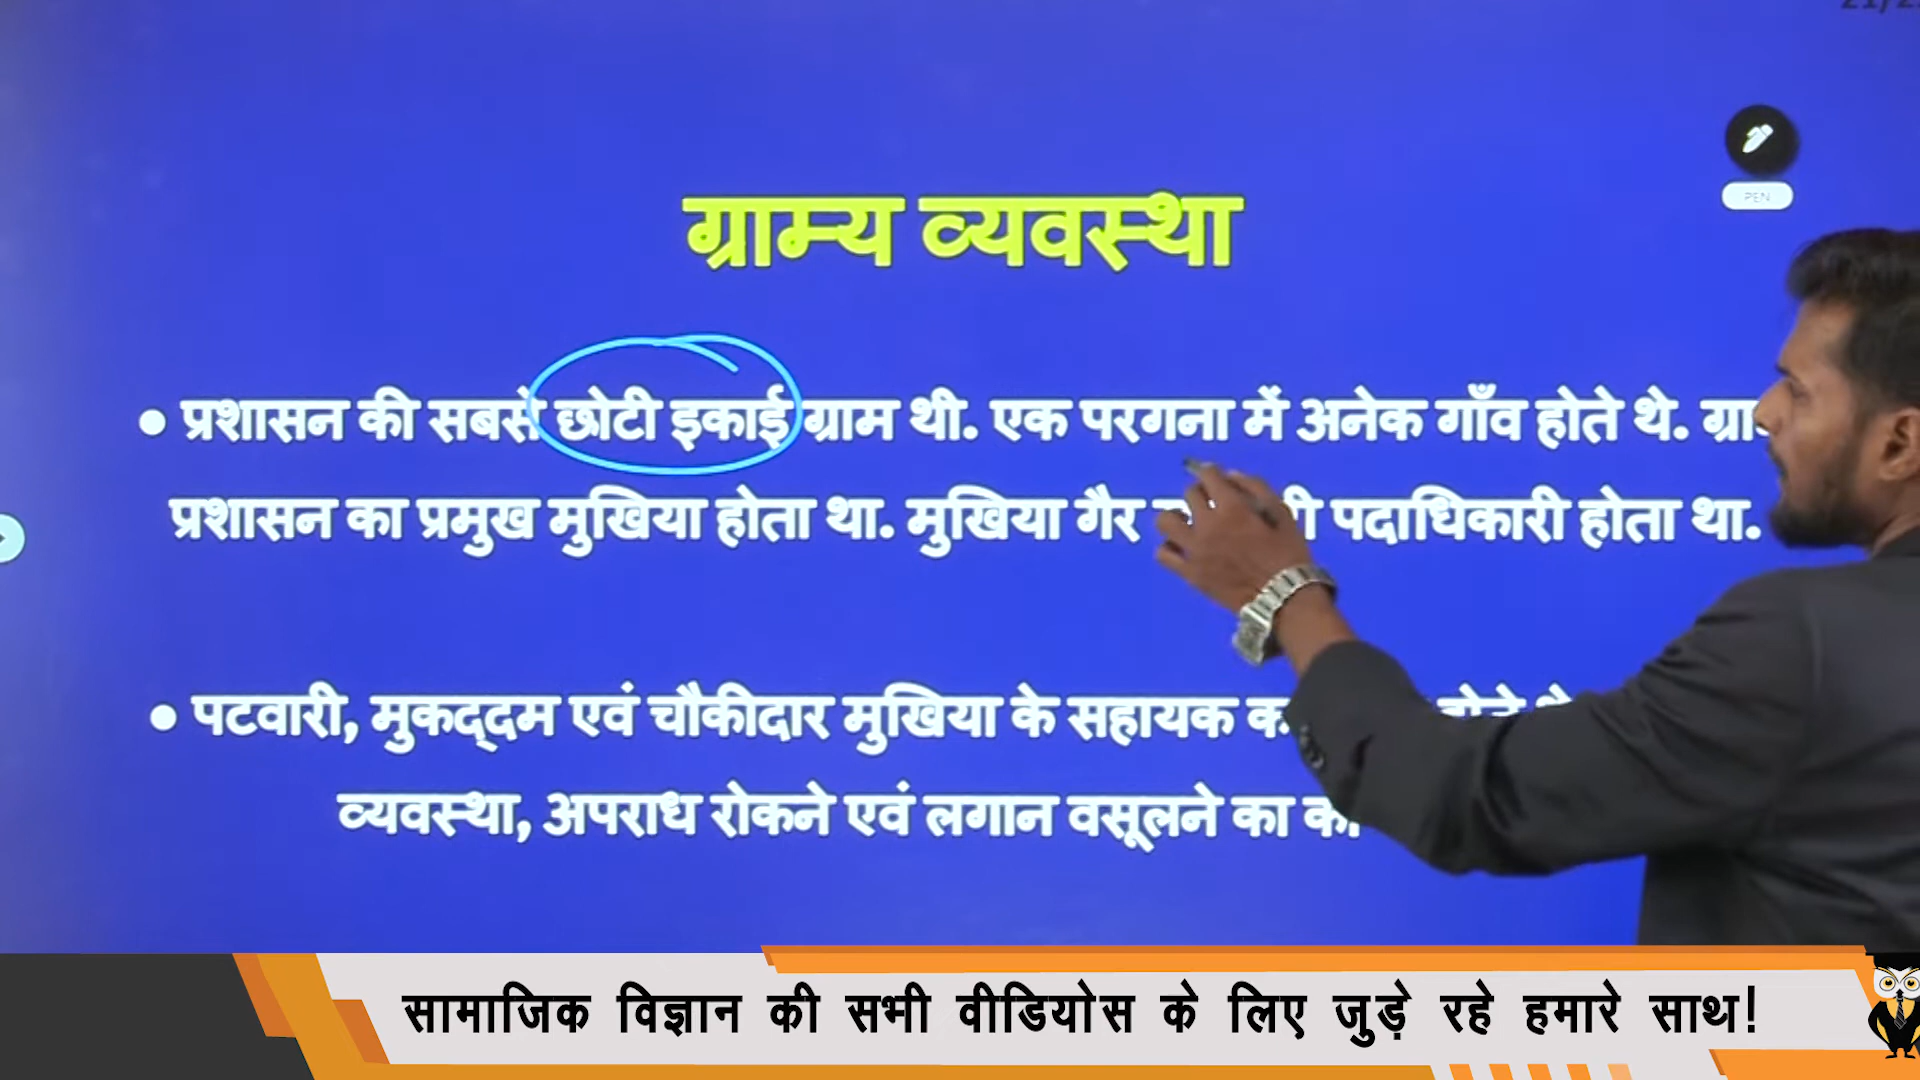 PEN
ग्राम्य व्यवस्था
• प्रशासन की सबसे छोटी इकाई ग्राम थी. एक परगना में अनेक गाँव होते थे.
प्रशासन का प्रमुख मुखिया होता था. मुखिया गैर पदाधिकारी होता था.
• पटवारी, मुकद्दम एवं चौकीदार मुखिया के सहायक
व्यवस्था, अपराध रोकने एवं लगान वसूलने का
सामाजिक विज्ञान की सभी वीडियोस के लिए जुड़े रहे हमारे साथ!